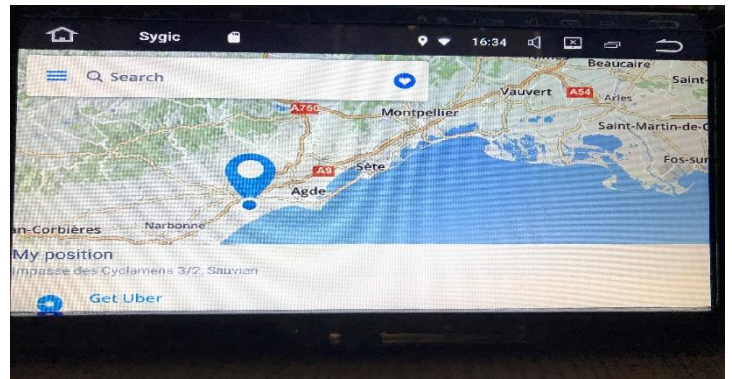 Sygic
16:34
Search
Beaucaire
Saint-
Vauvert
A54
Arles
A750
Montpellier
Saint-Martin-de-C
Fos-sur
A9
Sète
Agde
Narbonne
n-Corbières
My position
Impasse des Cyclamens 3/2, Sauvian
Get Uber